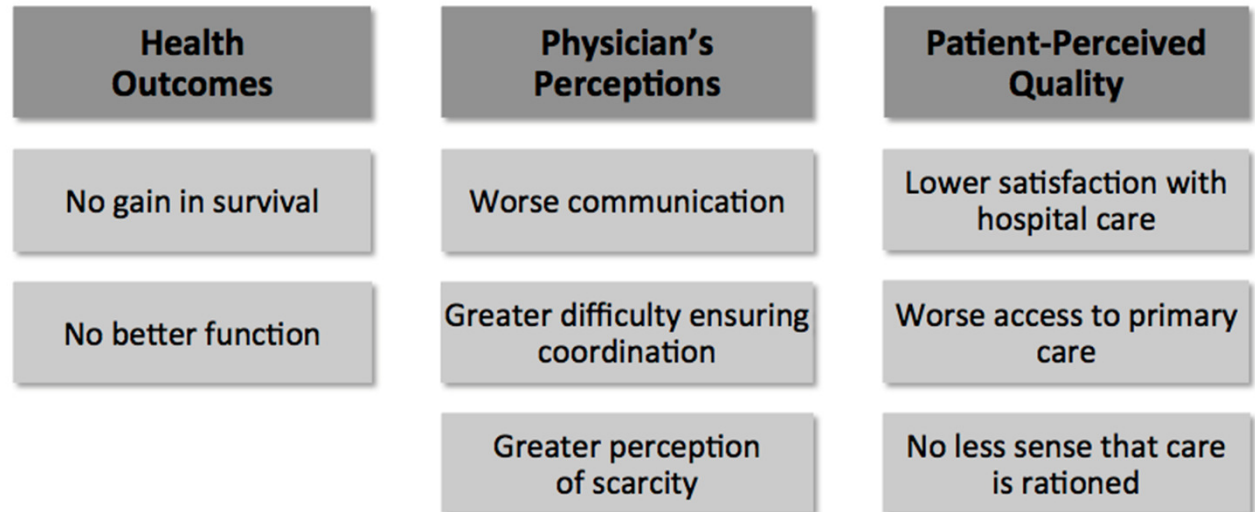 Health
Outcomes
No gain in survival
No better function
Physician’s
Perceptions
Worse communication
Greater difficulty ensuring
coordination
Greater perception
of scarcity
Patient-Perceived
Quality
Lower satisfaction with
hospital care
Worse access to primary
care
No less sense that care
is rationed